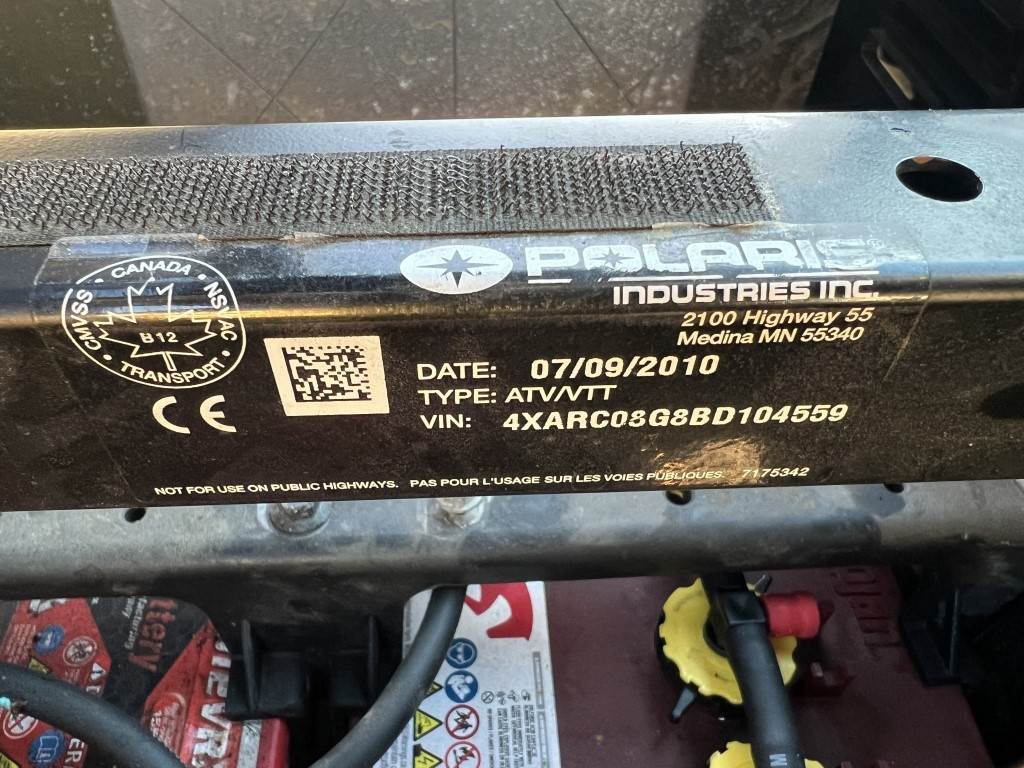 POLARIS
INDUSTRIES INC.
2100 Highway 55
Medina MN 55340
CANADA
CMVSS
NSVAC
B12
TRANSPORT
CE
DATE: 07/09/2010
TYPE: ATV/VTT
VIN: 4XARC08G8BD104559
NOT FOR USE ON PUBLIC HIGHWAYS. PAS POUR L'USAGE SUR LES VOIES PUBLIQUES. 7175342
ttery